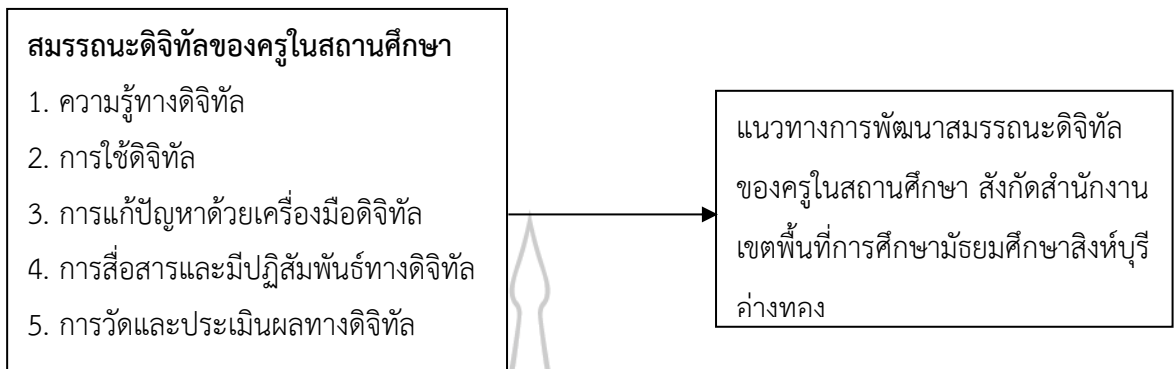 สมรรถนะดิจิทัลของครูในสถานศึกษา
1. ความรู้ทางดิจิทัล
2. การใช้ดิจิทัล
3. การแก้ปัญหาด้วยเครื่องมือดิจิทัล
4. การสื่อสารและมีปฏิสัมพันธ์ทางดิจิทัล
5. การวัดและประเมินผลทางดิจิทัล
แนวทางการพัฒนาสมรรถนะดิจิทัล
ของครูในสถานศึกษา สังกัดสำนักงาน
เขตพื้นที่การศึกษามัธยมศึกษาสิงห์บุรี
อ่างทอง